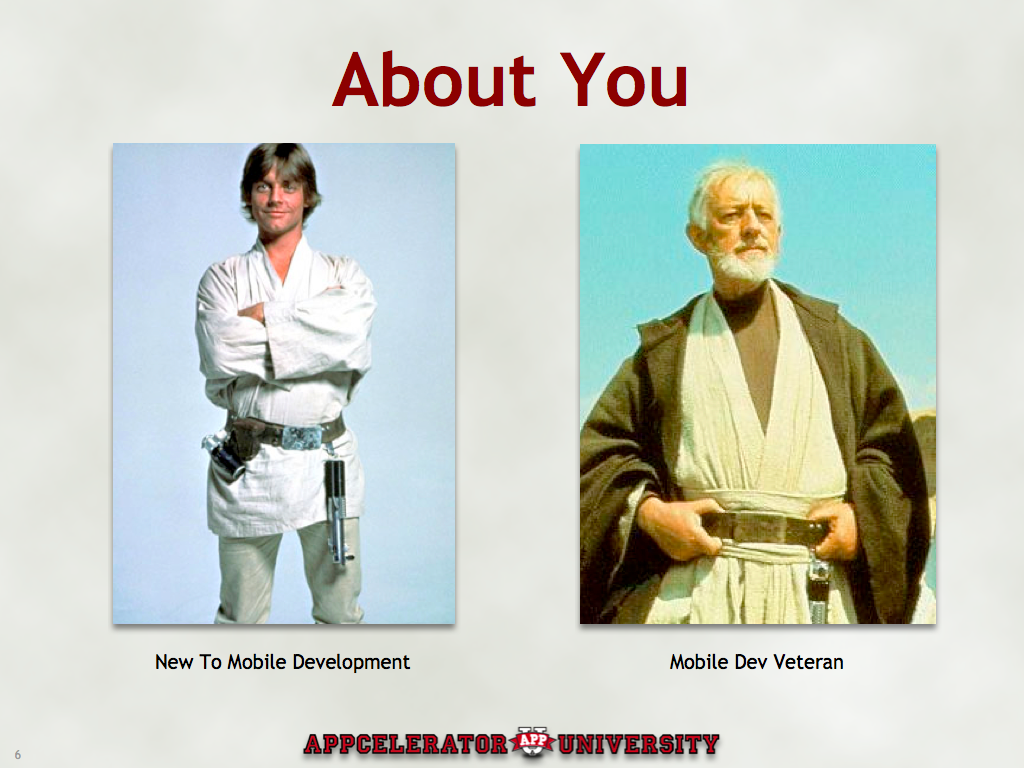 About You
New To Mobile Development
Mobile Dev Veteran
APPCELERATOR U APP UNIVERSITY
6